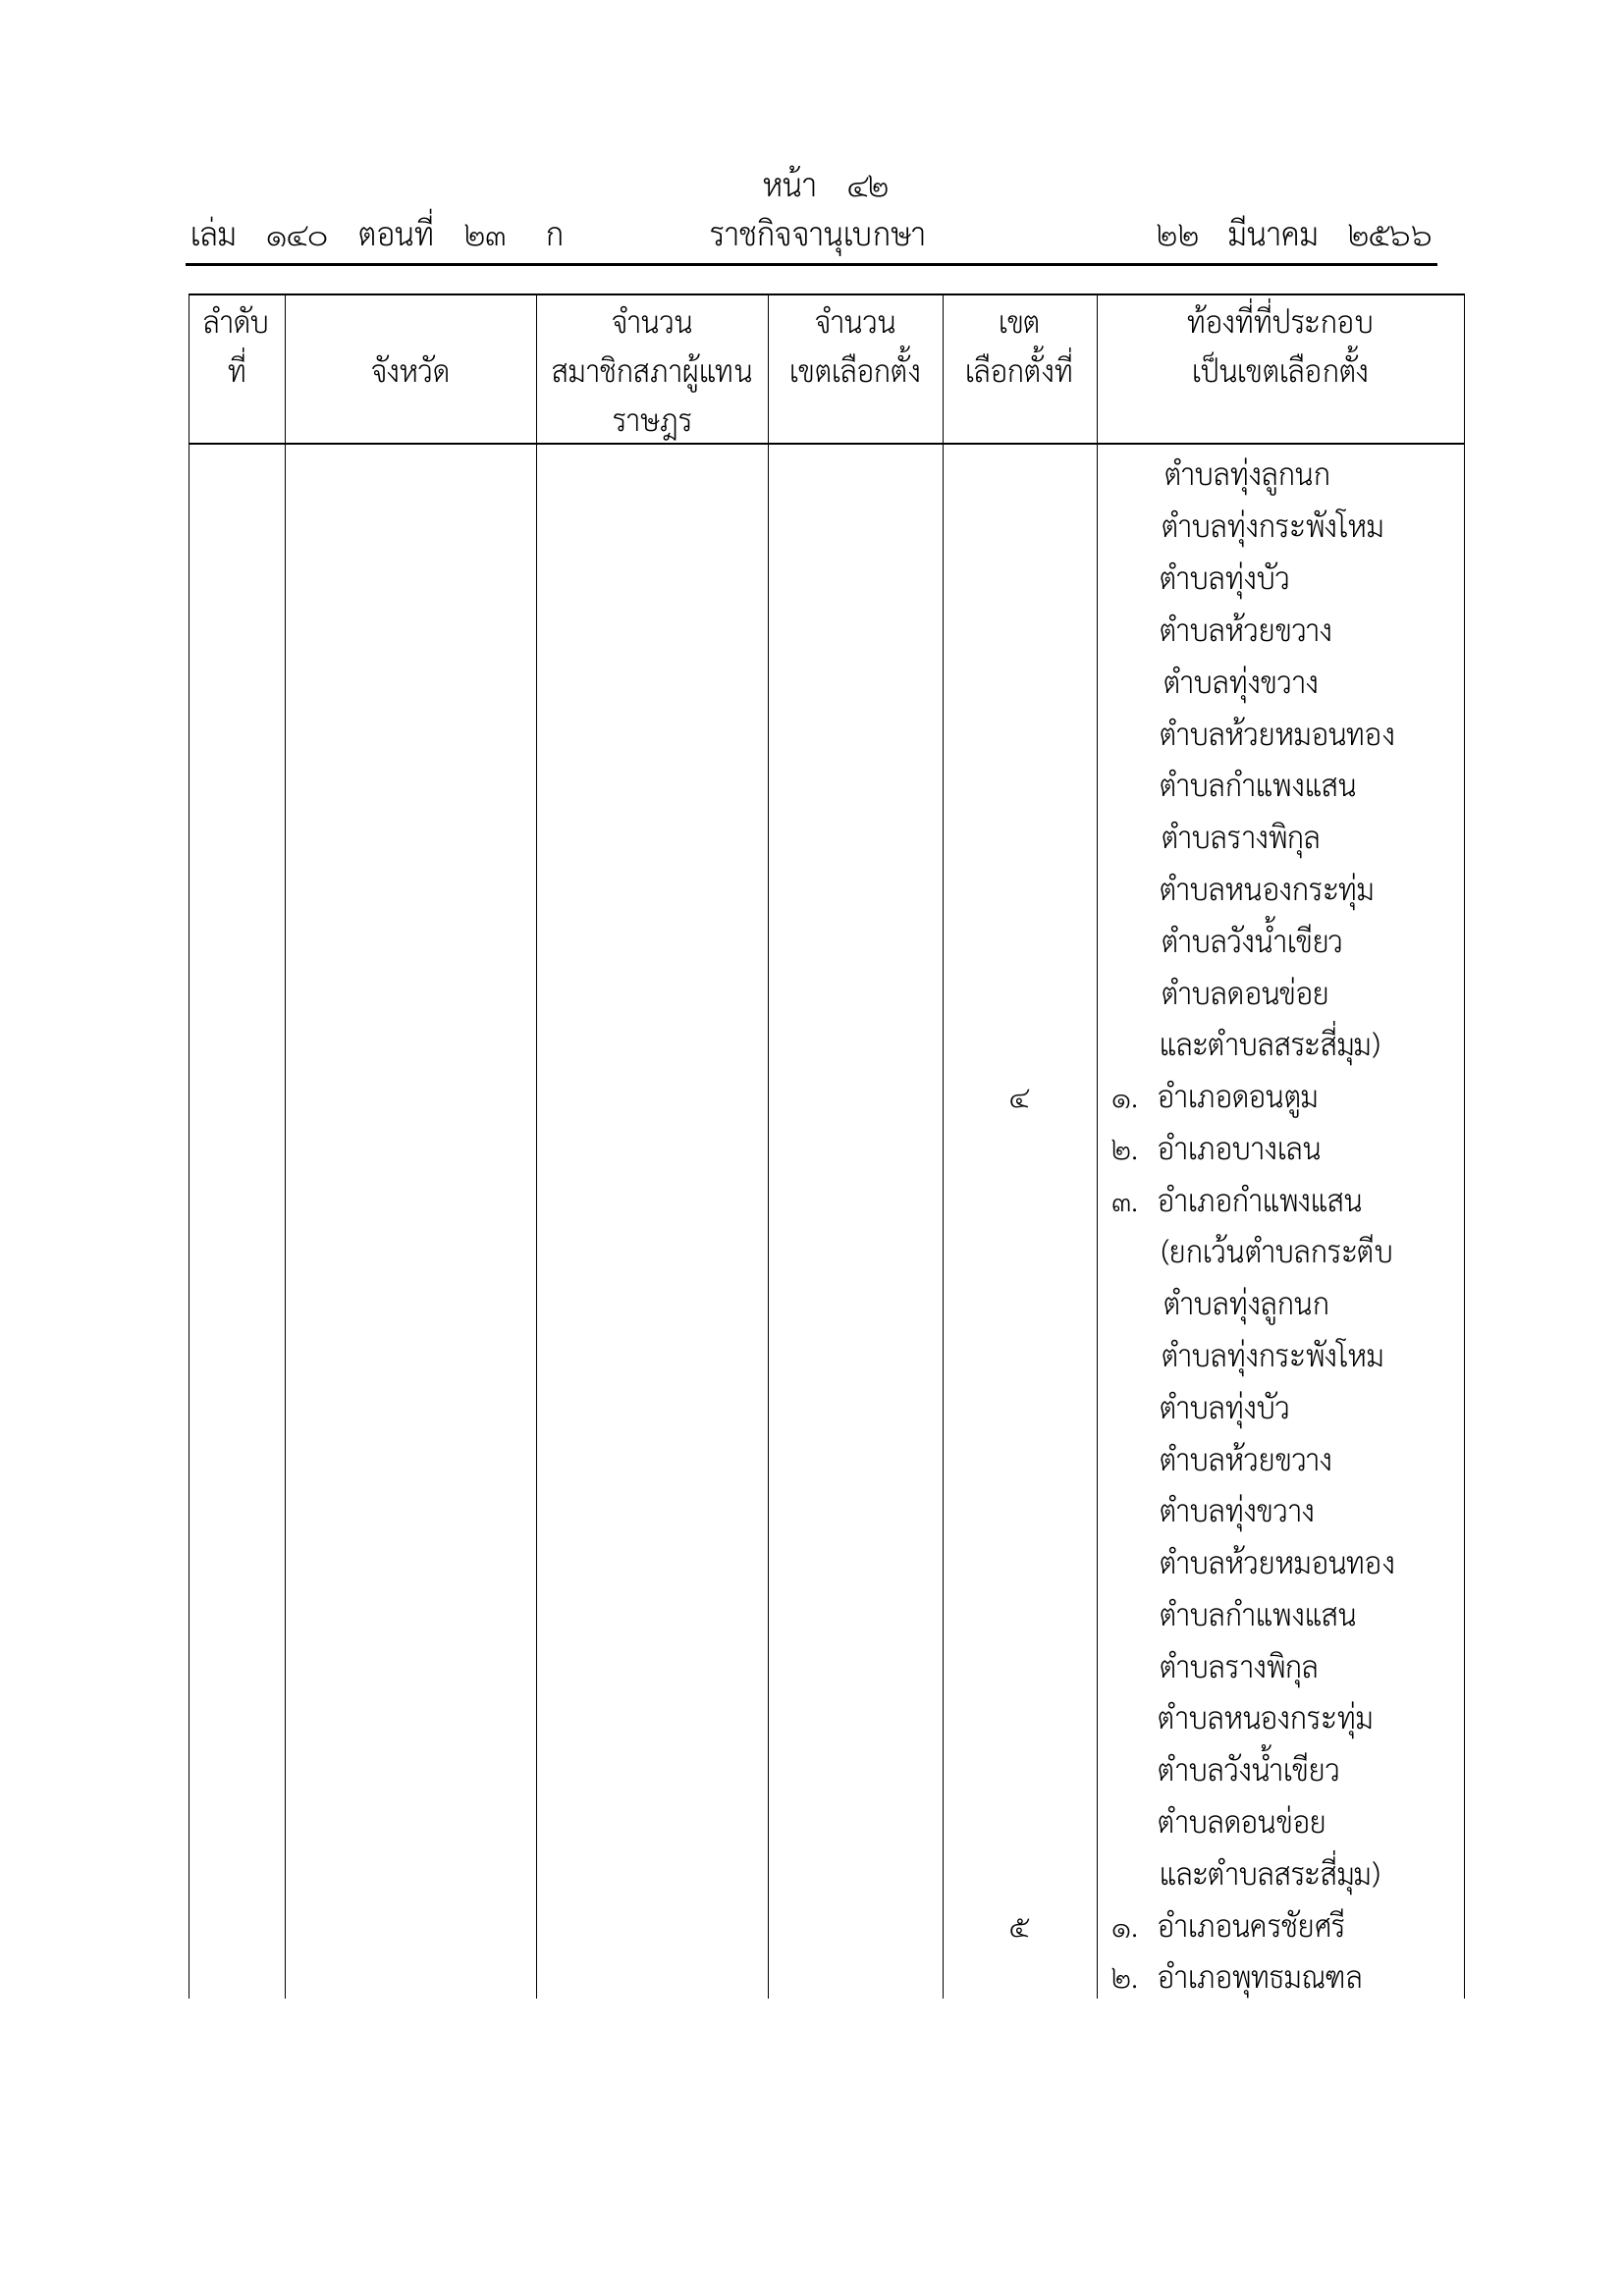 หน้า ๔๒
เล่ม ๑๔๐ ตอนที่ ๒๓ ก ราชกิจจานุเบกษา ๒๒ มีนาคม ๒๕๖๖
ลำดับ จำนวน จำนวน เขต ท้องที่ที่ประกอบ
ที่ จังหวัด สมาชิกสภาผู้แทน เขตเลือกตั้ง เลือกตั้งที่ เป็นเขตเลือกตั้ง
ราษฎร
ตำบลทุ่งลูกนก
ตำบลทุ่งกระพังโหม
ตำบลทุ่งบัว
ตำบลห้วยขวาง
ตำบลทุ่งขวาง
ตำบลห้วยหมอนทอง
ตำบลกำแพงแสน
ตำบลรางพิกุล
ตำบลหนองกระทุ่ม
ตำบลวังน้ำเขียว
ตำบลดอนข่อย
และตำบลสระสี่มุม)
๔ ๑. อำเภอดอนตูม
๒. อำเภอบางเลน
๓. อำเภอกำแพงแสน
(ยกเว้นตำบลกระตีบ
ตำบลทุ่งลูกนก
ตำบลทุ่งกระพังโหม
ตำบลทุ่งบัว
ตำบลห้วยขวาง
ตำบลทุ่งขวาง
ตำบลห้วยหมอนทอง
ตำบลกำแพงแสน
ตำบลรางพิกุล
ตำบลหนองกระทุ่ม
ตำบลวังน้ำเขียว
ตำบลดอนข่อย
และตำบลสระสี่มุม)
๕ ๑. อำเภอนครชัยศรี
๒. อำเภอพุทธมณฑล